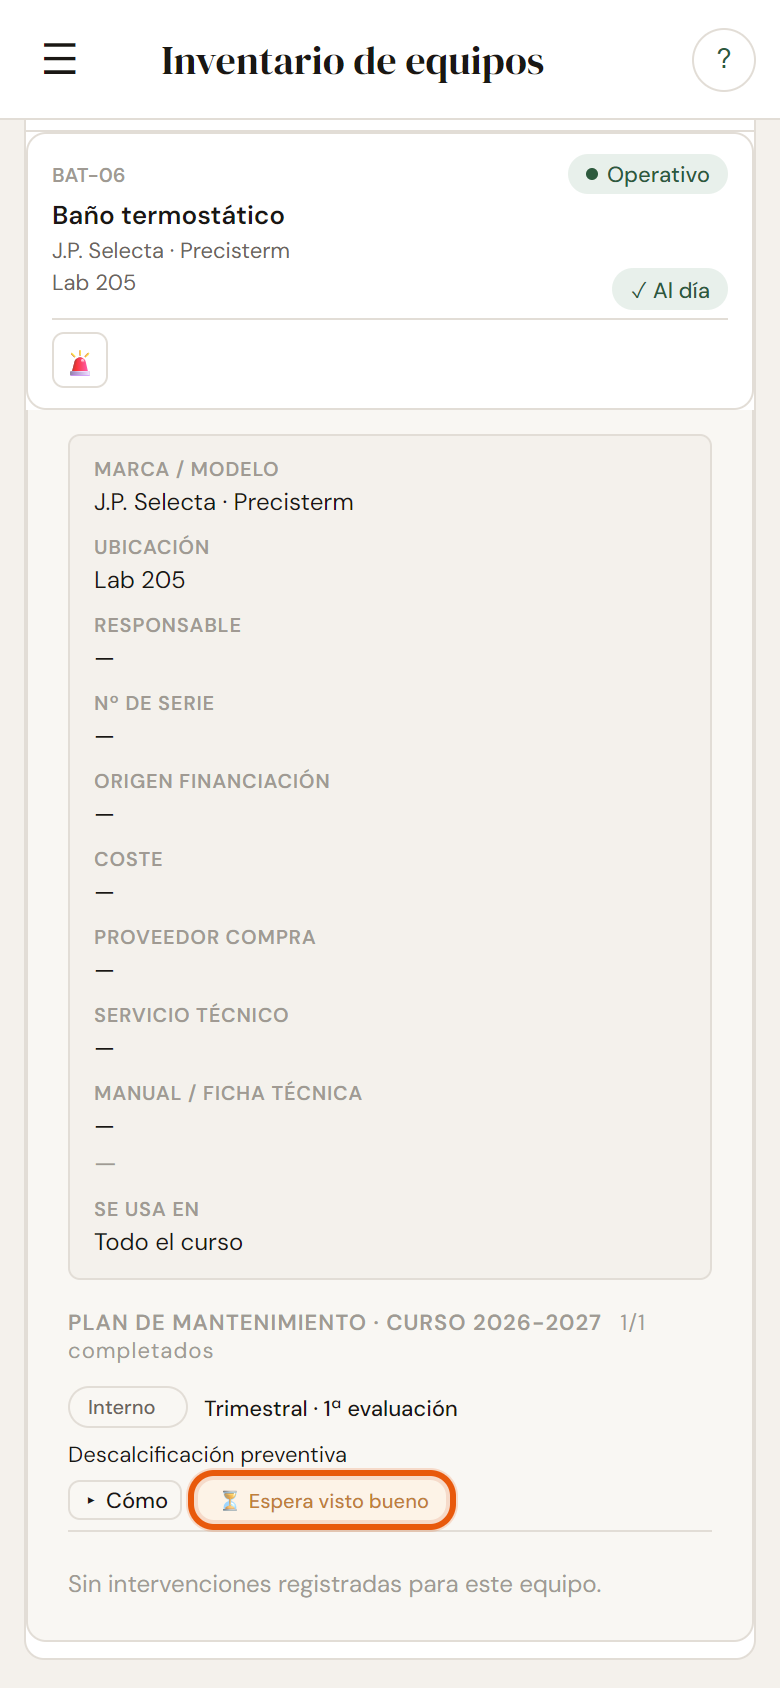 ☰ Inventario de equipos ?
BAT-06
● Operativo
Baño termostático
J.P. Selecta · Precisterm
Lab 205
✓ Al día
MARCA / MODELO
J.P. Selecta · Precisterm
UBICACIÓN
Lab 205
RESPONSABLE
—
Nº DE SERIE
—
ORIGEN FINANCIACIÓN
—
COSTE
—
PROVEEDOR COMPRA
—
SERVICIO TÉCNICO
—
MANUAL / FICHA TÉCNICA
—
—
SE USA EN
Todo el curso
PLAN DE MANTENIMIENTO · CURSO 2026-2027 1/1
completados
Interno Trimestral · 1ª evaluación
Descalcificación preventiva
‣ Cómo ⏳ Espera visto bueno
Sin intervenciones registradas para este equipo.